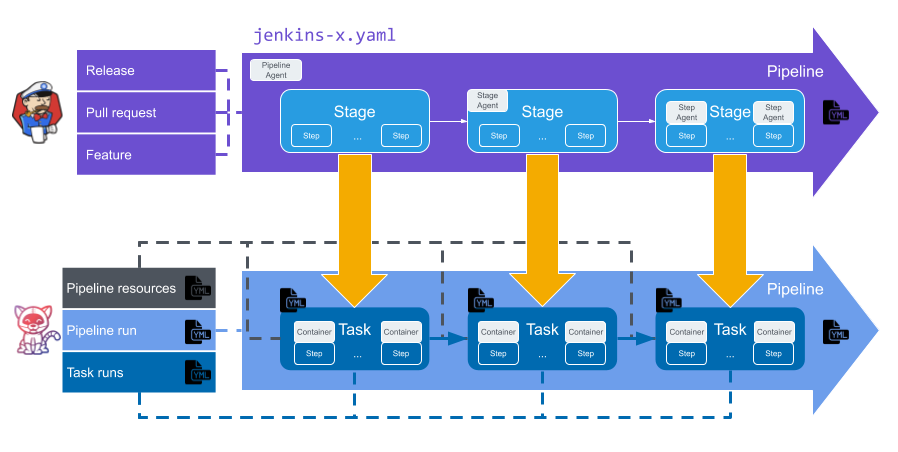 jenkins-x.yaml
Release
Pull request
Feature
Pipeline
Agent
Pipeline
YML
Stage
Step
...
Step
Stage
Agent
Stage
Step
...
Step
Step
Agent
Stage
Step
Agent
Step
...
Step
Pipeline resources
YML
Pipeline run
YML
Task runs
YML
Pipeline
YML
YML
Container
Task
Container
Step
...
Step
YML
Container
Task
Container
Step
...
Step
YML
Container
Task
Container
Step
...
Step